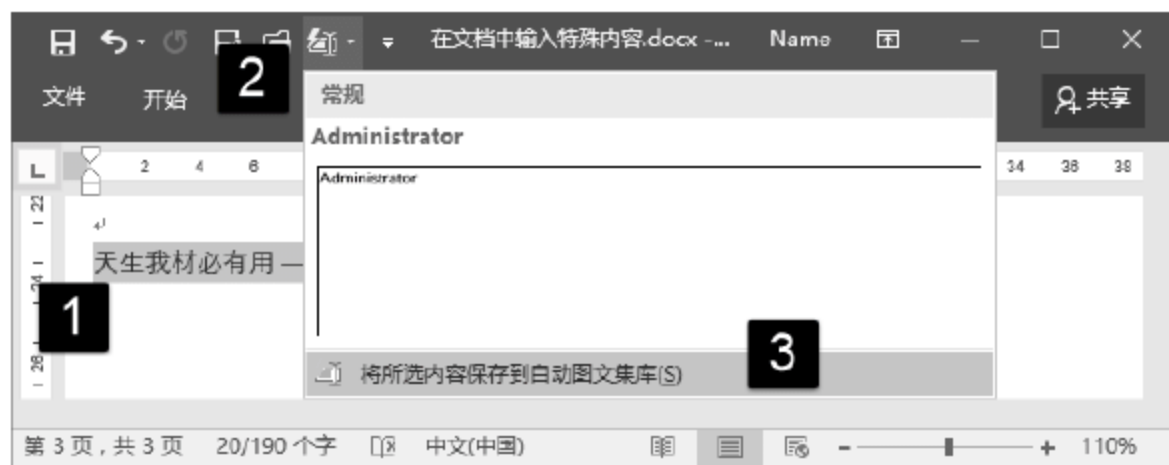 在文档中输入特殊内容.docx -... Name
2
文件 开始 共享
常规
Administrator
L 2 4 6 34 36 38
Administrator
22
天生我材必有用 —
24
1
3
26
将所选内容保存到自动图文集库(S)
第 3 页，共 3 页 20/190 个字 中文(中国) - + 110%